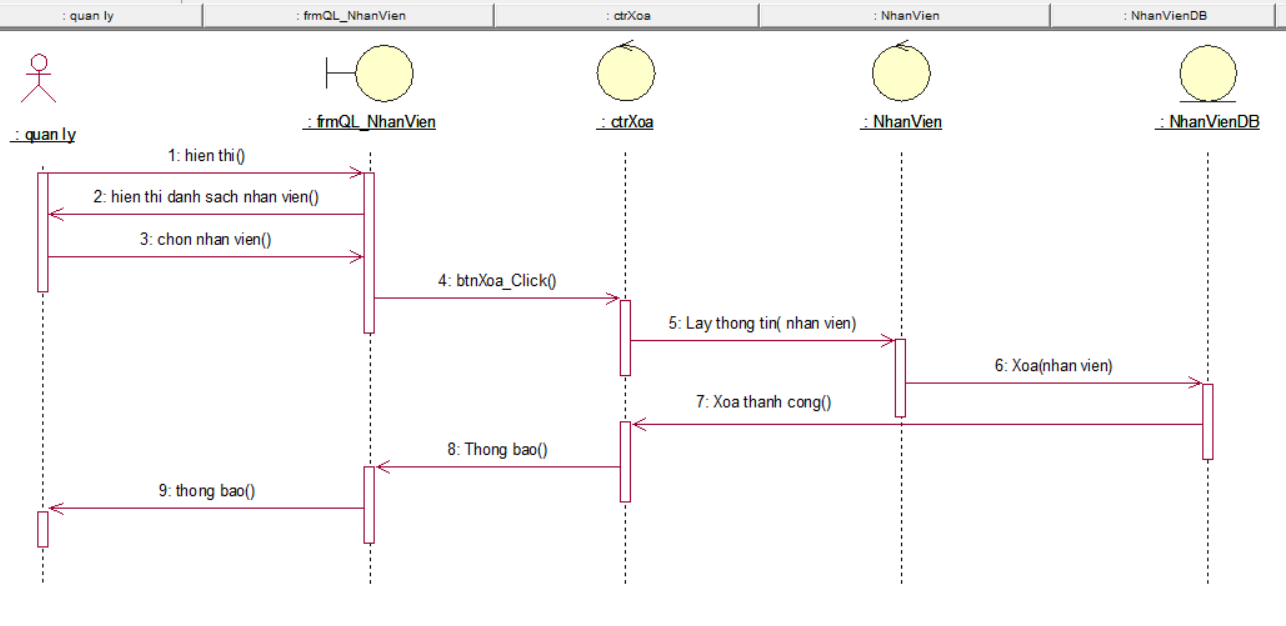 : quan ly
: frmQL_NhanVien
: ctrXoa
: NhanVien
: NhanVienDB
: quan ly
: frmQL_NhanVien
: ctrXoa
: NhanVien
: NhanVienDB
1: hien thi()
2: hien thi danh sach nhan vien()
3: chon nhan vien()
4: btnXoa_Click()
5: Lay thong tin( nhan vien)
6: Xoa(nhan vien)
7: Xoa thanh cong()
8: Thong bao()
9: thong bao()